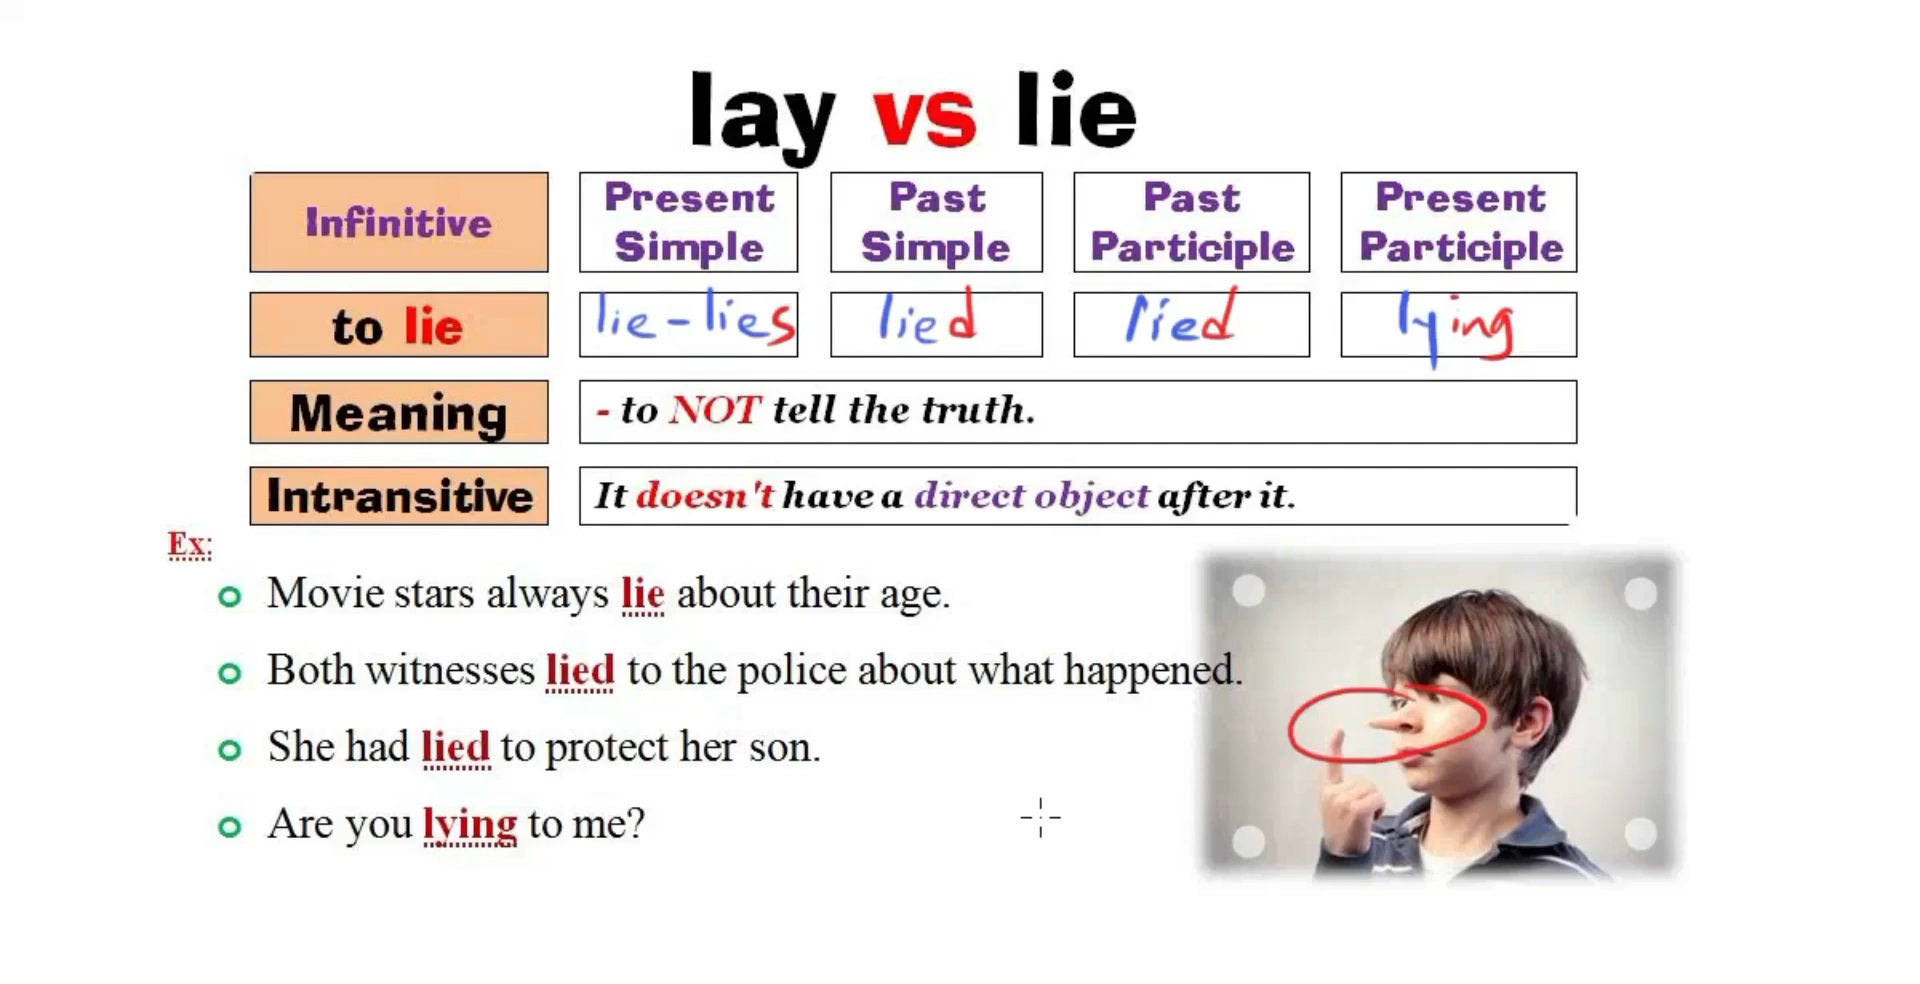 lay vs lie
Infinitive
Present Simple
Past Simple
Past Participle
Present Participle
to lie
lie - lies
lied
lied
lying
Meaning
- to NOT tell the truth.
Intransitive
It doesn't have a direct object after it.
Ex:
Movie stars always lie about their age.
Both witnesses lied to the police about what happened.
She had lied to protect her son.
Are you lying to me?